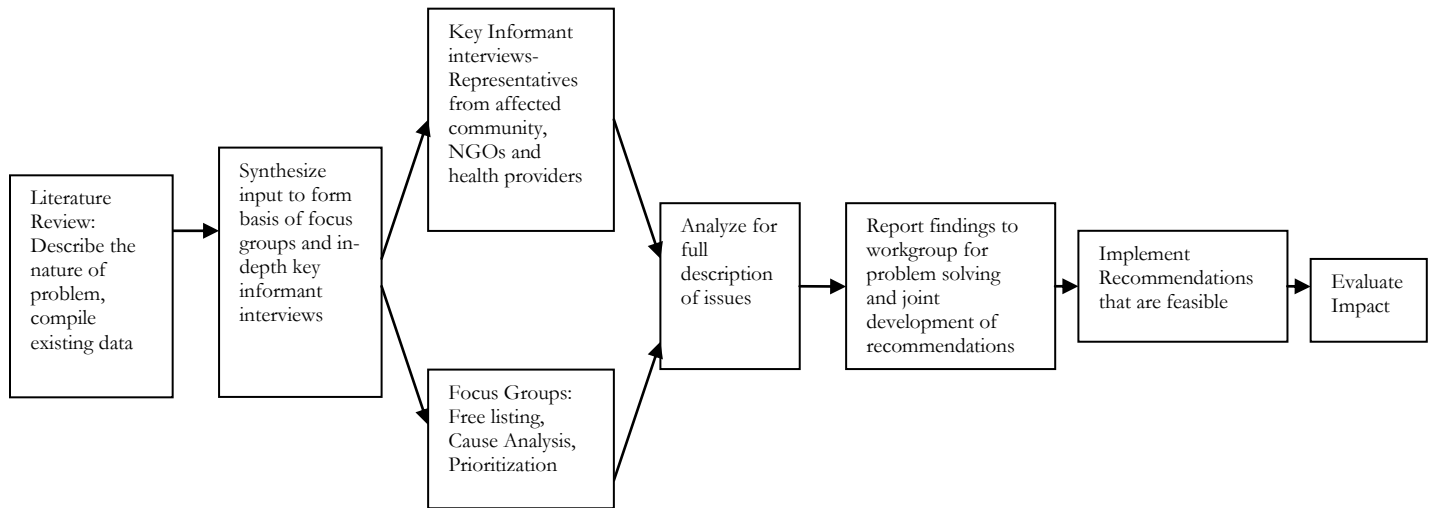 Literature
Review:
Describe the
nature of
problem,
compile
existing data
Synthesize
input to form
basis of focus
groups and in-
depth key
informant
interviews
Key Informant
interviews-
Representatives
from affected
community,
NGOs and
health providers
Focus Groups:
Free listing,
Cause Analysis,
Prioritization
Analyze for
full
description
of issues
Report findings to
workgroup for
problem solving
and joint
development of
recommendations
Implement
Recommendations
that are feasible
Evaluate
Impact